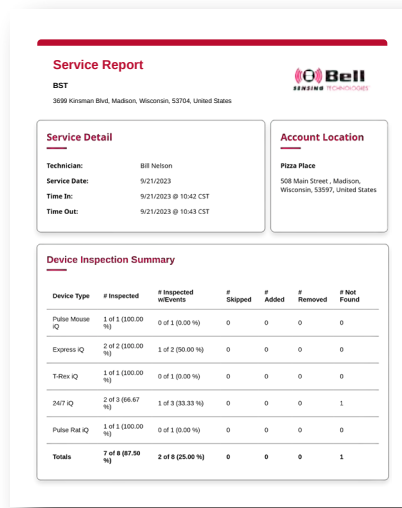 Service Report
BST
3699 Kinsman Blvd, Madison, Wisconsin, 53704, United States
Bell
SENSING TECHNOLOGIES
Service Detail
Technician: Bill Nelson
Service Date: 9/21/2023
Time In: 9/21/2023 @ 10:42 CST
Time Out: 9/21/2023 @ 10:43 CST
Account Location
Pizza Place
508 Main Street , Madison,
Wisconsin, 53597, United States
Device Inspection Summary
Device Type # Inspected # Inspected w/Events # Skipped # Added # Removed # Not Found
Pulse Mouse iQ 1 of 1 (100.00 %) 0 of 1 (0.00 %) 0 0 0 0
Express iQ 2 of 2 (100.00 %) 1 of 2 (50.00 %) 0 0 0 0
T-Rex iQ 1 of 1 (100.00 %) 0 of 1 (0.00 %) 0 0 0 0
24/7 iQ 2 of 3 (66.67 %) 1 of 3 (33.33 %) 0 0 0 1
Pulse Rat iQ 1 of 1 (100.00 %) 0 of 1 (0.00 %) 0 0 0 0
Totals 7 of 8 (87.50 %) 2 of 8 (25.00 %) 0 0 0 1